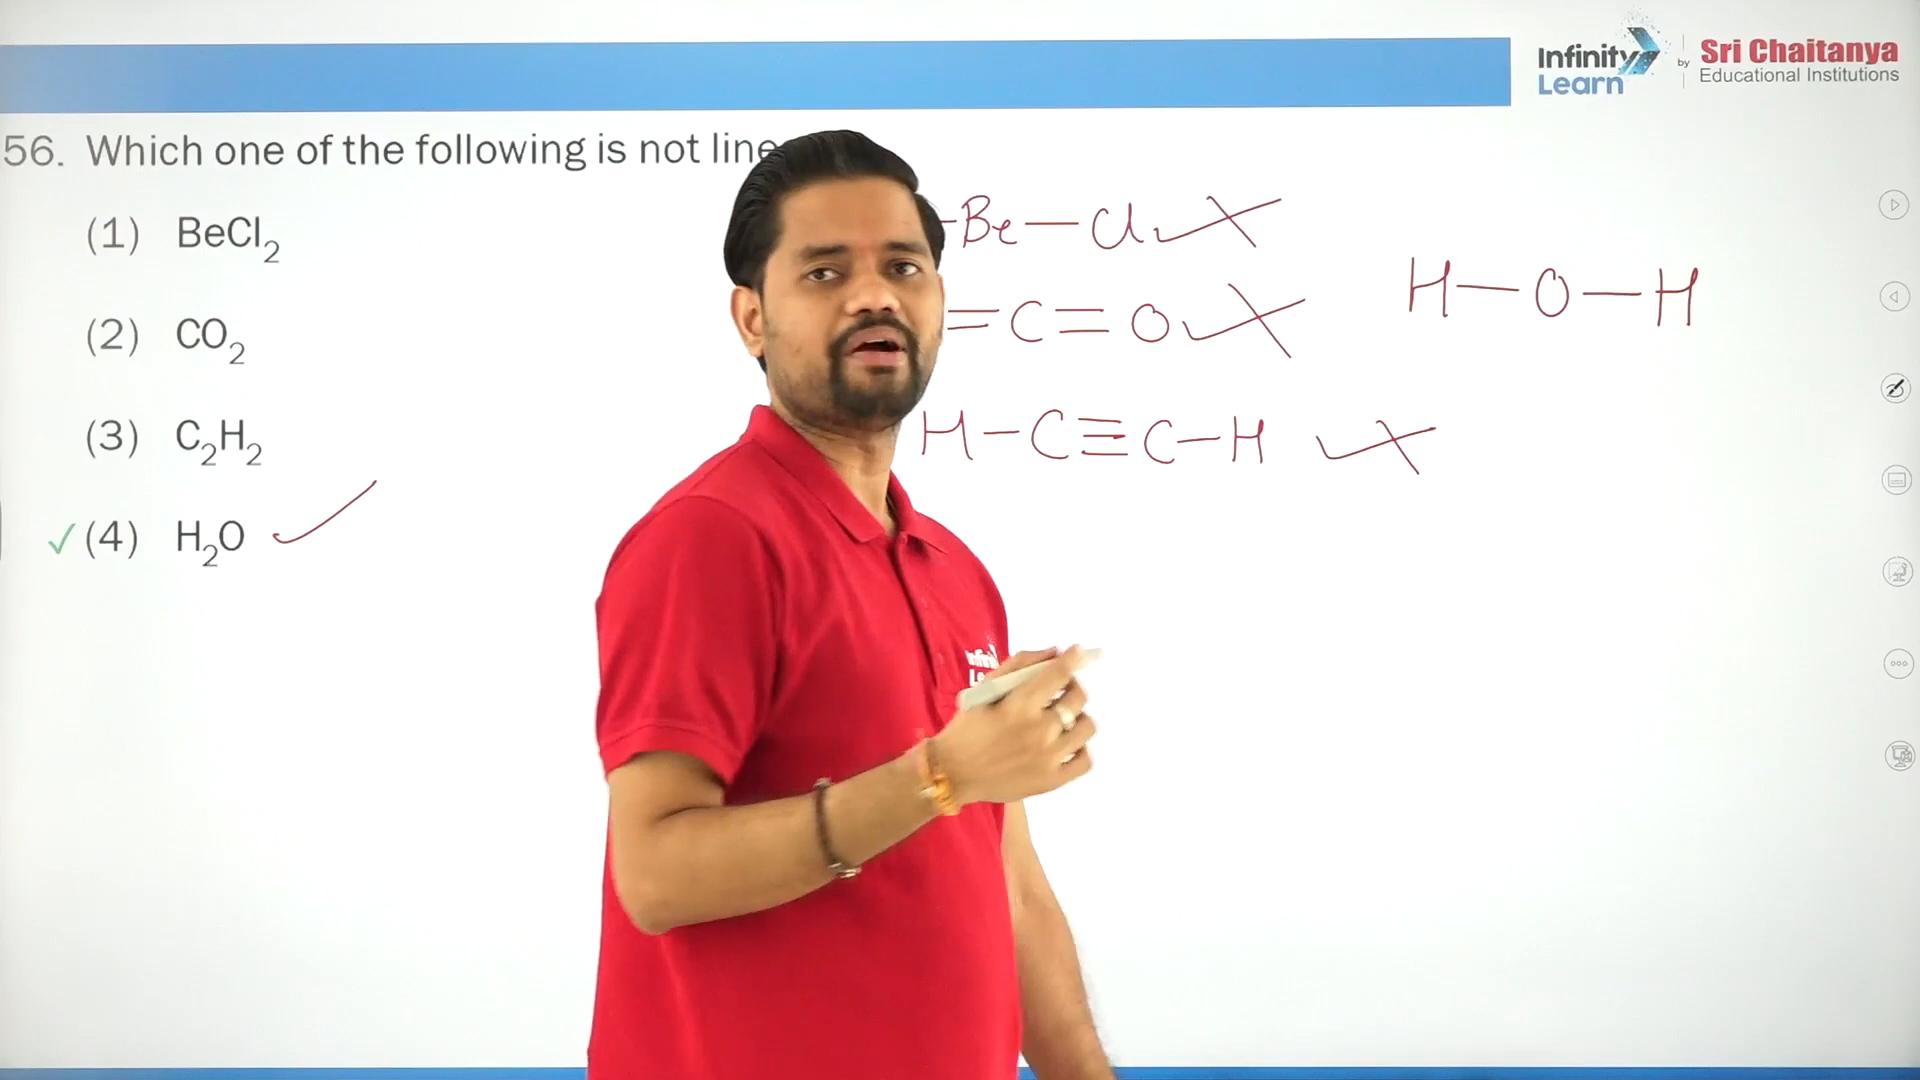 Infinity Learn by Sri Chaitanya Educational Institutions
56. Which one of the following is not line
(1) BeCl₂
(2) CO₂
(3) C₂H₂
✓(4) H₂O ✓
—Be—Cl
=C=O
H—C≡C—H
H—O—H